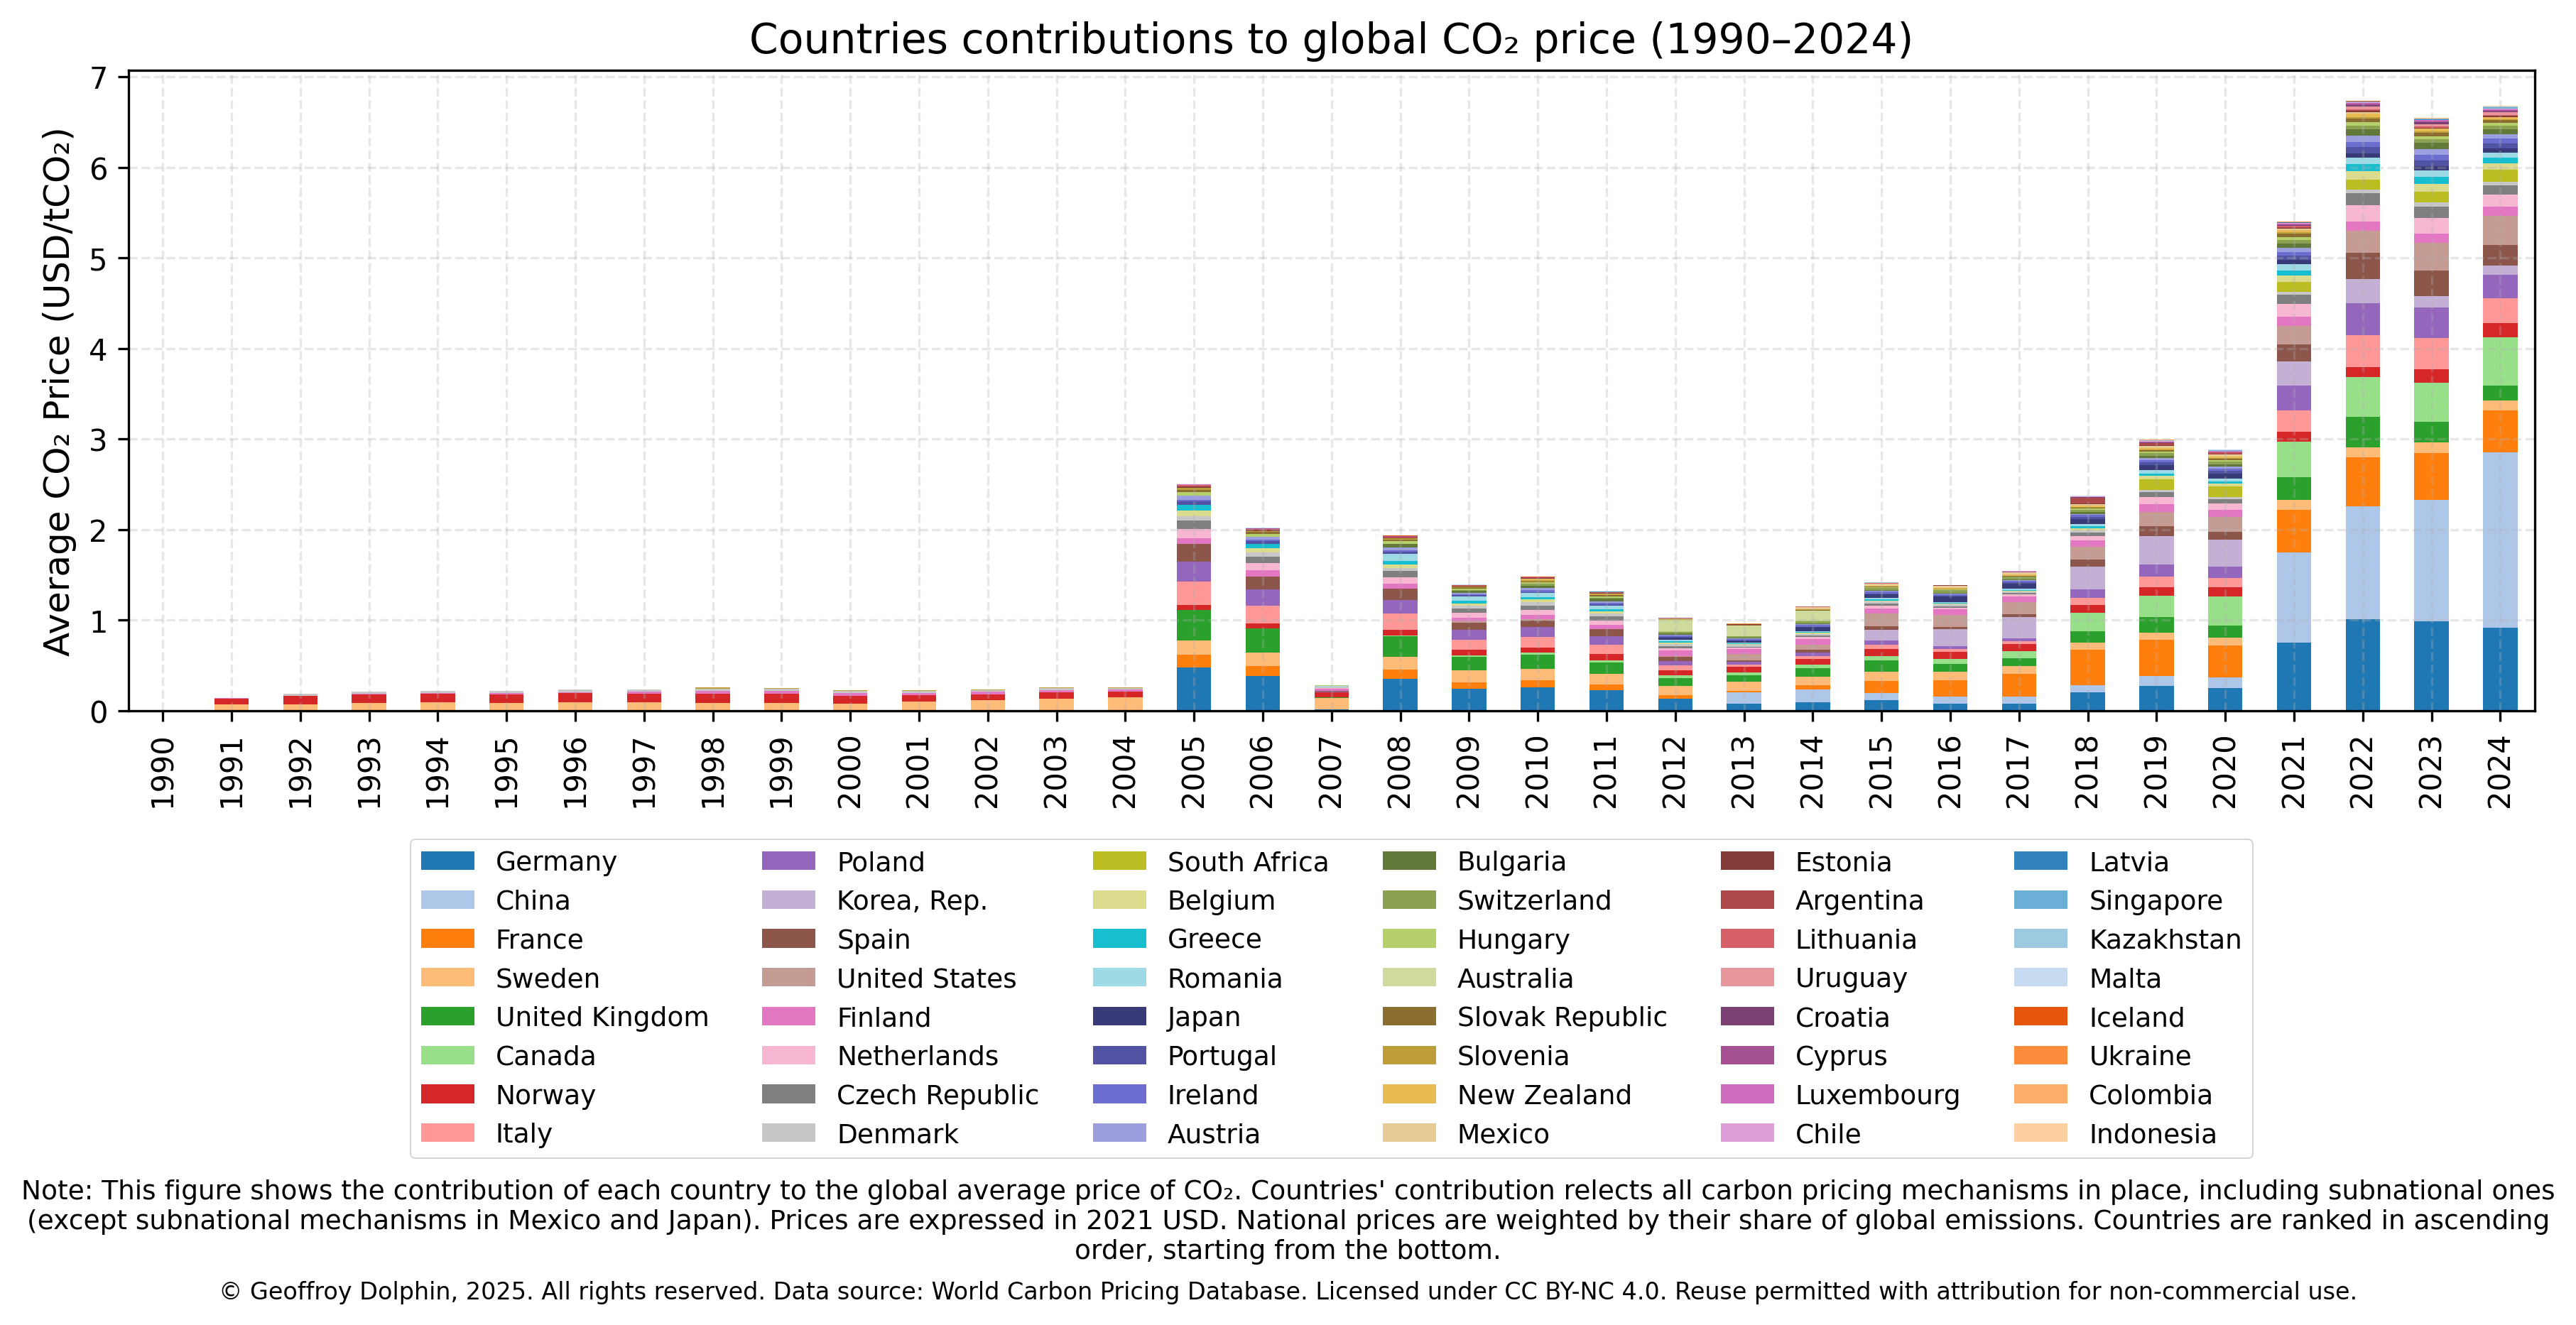 Countries contributions to global CO₂ price (1990–2024)
Average CO₂ Price (USD/tCO₂)
7
6
5
4
3
2
1
0
1990
1991
1992
1993
1994
1995
1996
1997
1998
1999
2000
2001
2002
2003
2004
2005
2006
2007
2008
2009
2010
2011
2012
2013
2014
2015
2016
2017
2018
2019
2020
2021
2022
2023
2024
Germany
China
France
Sweden
United Kingdom
Canada
Norway
Italy
Poland
Korea, Rep.
Spain
United States
Finland
Netherlands
Czech Republic
Denmark
South Africa
Belgium
Greece
Romania
Japan
Portugal
Ireland
Austria
Bulgaria
Switzerland
Hungary
Australia
Slovak Republic
Slovenia
New Zealand
Mexico
Estonia
Argentina
Lithuania
Uruguay
Croatia
Cyprus
Luxembourg
Chile
Latvia
Singapore
Kazakhstan
Malta
Iceland
Ukraine
Colombia
Indonesia
Note: This figure shows the contribution of each country to the global average price of CO₂. Countries' contribution relects all carbon pricing mechanisms in place, including subnational ones
(except subnational mechanisms in Mexico and Japan). Prices are expressed in 2021 USD. National prices are weighted by their share of global emissions. Countries are ranked in ascending
order, starting from the bottom.
© Geoffroy Dolphin, 2025. All rights reserved. Data source: World Carbon Pricing Database. Licensed under CC BY-NC 4.0. Reuse permitted with attribution for non-commercial use.